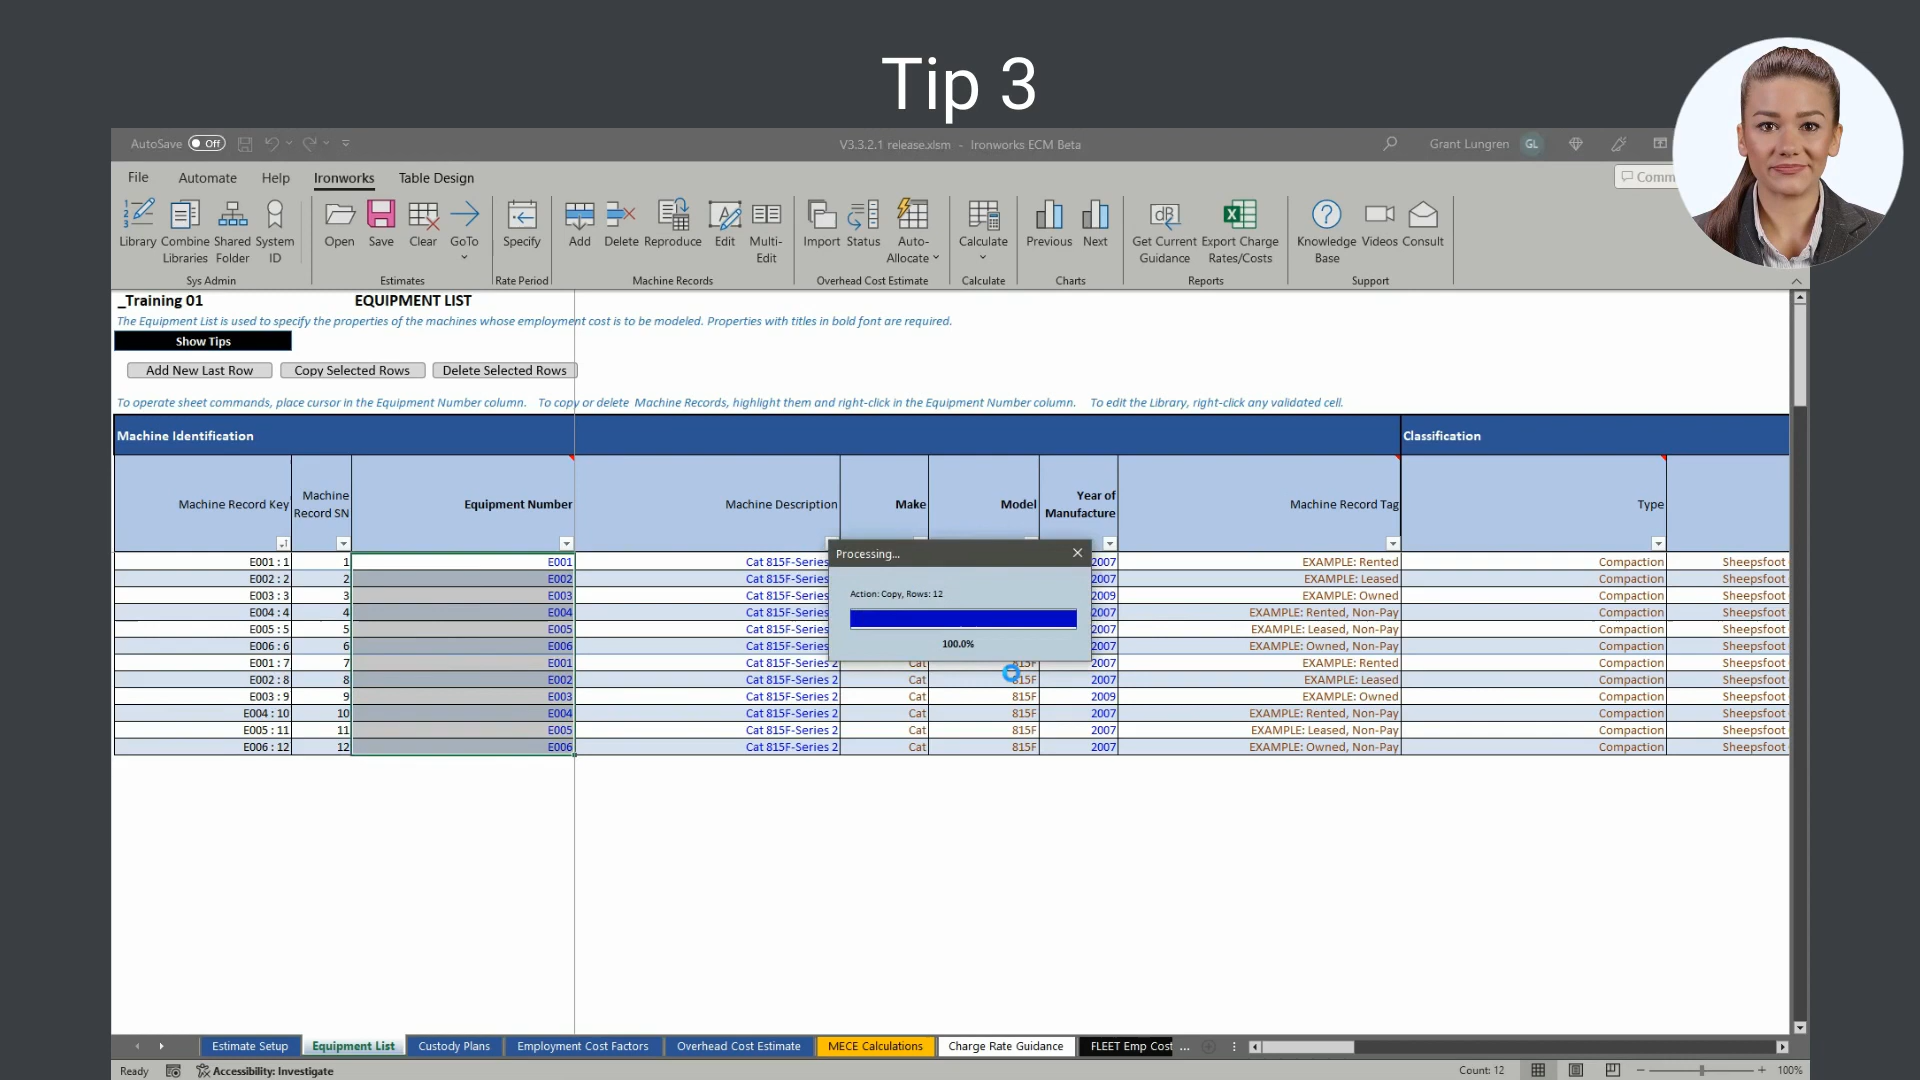 Tip 3
AutoSave Off V3.3.2.1 release.xlsm - Ironworks ECM Beta Grant Lungren GL
File Automate Help Ironworks Table Design
Library Combine Libraries Shared Folder System ID Open Save Clear GoTo Specify Add Delete Reproduce Edit Multi-Edit Import Status Auto-Allocate Calculate Previous Next Get Current Guidance Export Charge Rates/Costs Knowledge Base Videos Consult
Sys Admin Estimates Rate Period Machine Records Overhead Cost Estimate Calculate Charts Reports Support
_Training 01 EQUIPMENT LIST
The Equipment List is used to specify the properties of the machines whose employment cost is to be modeled. Properties with titles in bold font are required.
Show Tips
Add New Last Row Copy Selected Rows Delete Selected Rows
To operate sheet commands, place cursor in the Equipment Number column. To copy or delete Machine Records, highlight them and right-click in the Equipment Number column. To edit the Library, right-click any validated cell.
Machine Identification Classification
Machine Record Key Machine Record SN Equipment Number Machine Description Make Model Year of Manufacture Machine Record Tag Type
Processing...
Action: Copy, Rows: 12
100.0%
E001 : 1 1 E001 Cat 815F-Series 2007 EXAMPLE: Rented Compaction Sheepsfoot
E002 : 2 2 E002 Cat 815F-Series 2007 EXAMPLE: Leased Compaction Sheepsfoot
E003 : 3 3 E003 Cat 815F-Series 2009 EXAMPLE: Owned Compaction Sheepsfoot
E004 : 4 4 E004 Cat 815F-Series 2007 EXAMPLE: Rented, Non-Pay Compaction Sheepsfoot
E005 : 5 5 E005 Cat 815F-Series 2007 EXAMPLE: Leased, Non-Pay Compaction Sheepsfoot
E006 : 6 6 E006 Cat 815F-Series 2007 EXAMPLE: Owned, Non-Pay Compaction Sheepsfoot
E001 : 7 7 E001 Cat 815F-Series 2 Cat 815F 2007 EXAMPLE: Rented Compaction Sheepsfoot
E002 : 8 8 E002 Cat 815F-Series 2 Cat 815F 2007 EXAMPLE: Leased Compaction Sheepsfoot
E003 : 9 9 E003 Cat 815F-Series 2 Cat 815F 2009 EXAMPLE: Owned Compaction Sheepsfoot
E004 : 10 10 E004 Cat 815F-Series 2 Cat 815F 2007 EXAMPLE: Rented, Non-Pay Compaction Sheepsfoot
E005 : 11 11 E005 Cat 815F-Series 2 Cat 815F 2007 EXAMPLE: Leased, Non-Pay Compaction Sheepsfoot
E006 : 12 12 E006 Cat 815F-Series 2 Cat 815F 2007 EXAMPLE: Owned, Non-Pay Compaction Sheepsfoot
Estimate Setup Equipment List Custody Plans Employment Cost Factors Overhead Cost Estimate MECE Calculations Charge Rate Guidance FLEET Emp Cost ...
Ready Accessibility: Investigate Count: 12 100%